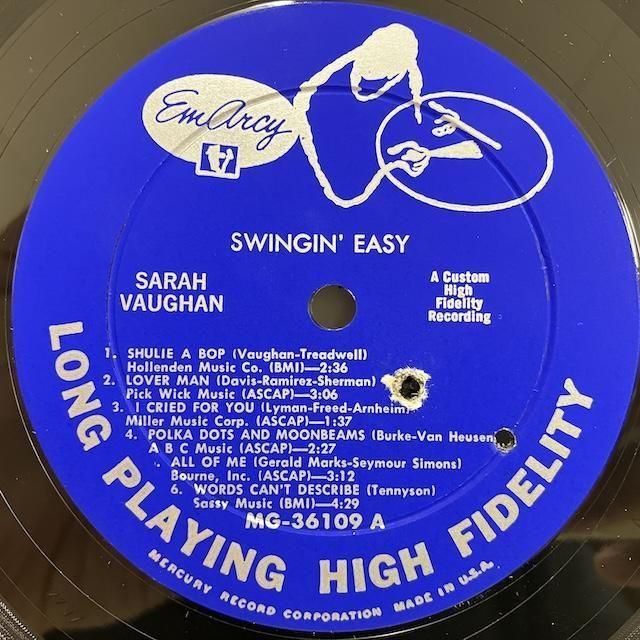 EmArcy
SWINGIN' EASY
SARAH
VAUGHAN
A Custom
High
Fidelity
Recording
1. SHULIE A BOP (Vaughan-Treadwell)
Hollenden Music Co. (BMI)—2:36
2. LOVER MAN (Davis-Ramirez-Sherman)
Pick Wick Music (ASCAP)—3:06
3. I CRIED FOR YOU (Lyman-Freed-Arnheim)
Miller Music Corp. (ASCAP)—1:37
4. POLKA DOTS AND MOONBEAMS (Burke-Van Heusen
A B C Music (ASCAP)—2:27
. ALL OF ME (Gerald Marks-Seymour Simons)
Bourne, Inc. (ASCAP)—3:12
6. WORDS CAN'T DESCRIBE (Tennyson)
Sassy Music (BMI)—4:29
MG-36109 A
LONG PLAYING HIGH FIDELITY
MERCURY RECORD CORPORATION MADE IN U.S.A.